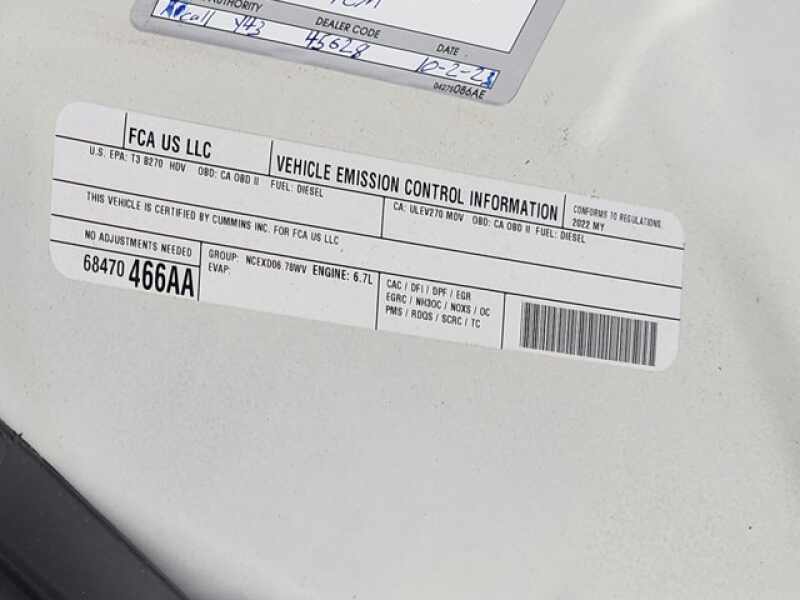 AUTHORITY
DEALER CODE
DATE
Recall Y43
45628
10-2-23
04275086AE
FCA US LLC
VEHICLE EMISSION CONTROL INFORMATION
CONFORMS TO REGULATIONS:
2022 MY
U.S. EPA: T3 B270 HDV OBD: CA OBD II FUEL: DIESEL
CA: ULEV270 MDV OBD: CA OBD II FUEL: DIESEL
THIS VEHICLE IS CERTIFIED BY CUMMINS INC. FOR FCA US LLC
NO ADJUSTMENTS NEEDED
68470 466AA
GROUP: NCEXD06.78WV ENGINE: 6.7L
EVAP:
CAC / DFI / DPF / EGR
EGRC / NH3OC / NOXS / OC
PMS / RDQS / SCRC / TC